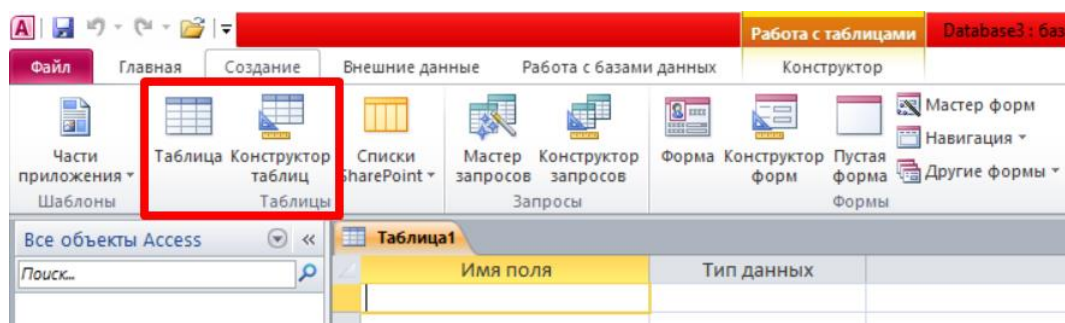 Работа с таблицами Database3 : баз
Файл Главная Создание Внешние данные Работа с базами данных Конструктор
Части приложения
Таблица
Конструктор таблиц
Списки SharePoint
Мастер запросов
Конструктор запросов
Форма
Конструктор форм
Пустая форма
Мастер форм
Навигация
Другие формы
Шаблоны Таблицы Запросы Формы
Все объекты Access Таблица1
Поиск...
Имя поля Тип данных